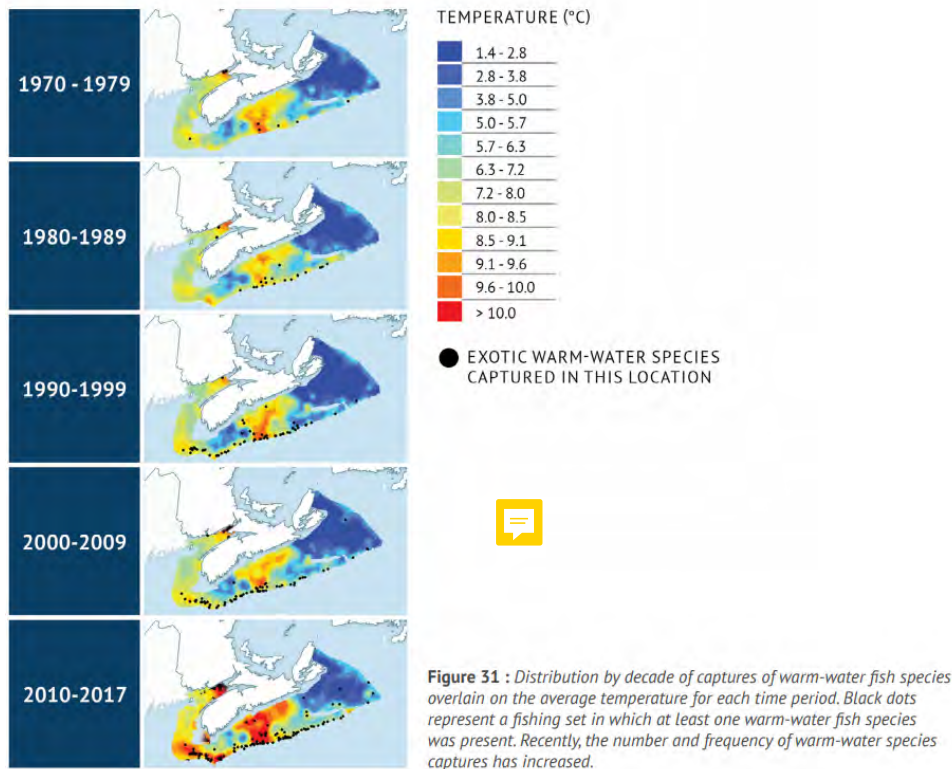 TEMPERATURE (°C)
1.4 - 2.8
2.8 - 3.8
3.8 - 5.0
5.0 - 5.7
5.7 - 6.3
6.3 - 7.2
7.2 - 8.0
8.0 - 8.5
8.5 - 9.1
9.1 - 9.6
9.6 - 10.0
> 10.0
EXOTIC WARM-WATER SPECIES
CAPTURED IN THIS LOCATION
1970 - 1979
1980-1989
1990-1999
2000-2009
2010-2017
Figure 31 : Distribution by decade of captures of warm-water fish species
overlain on the average temperature for each time period. Black dots
represent a fishing set in which at least one warm-water fish species
was present. Recently, the number and frequency of warm-water species
captures has increased.